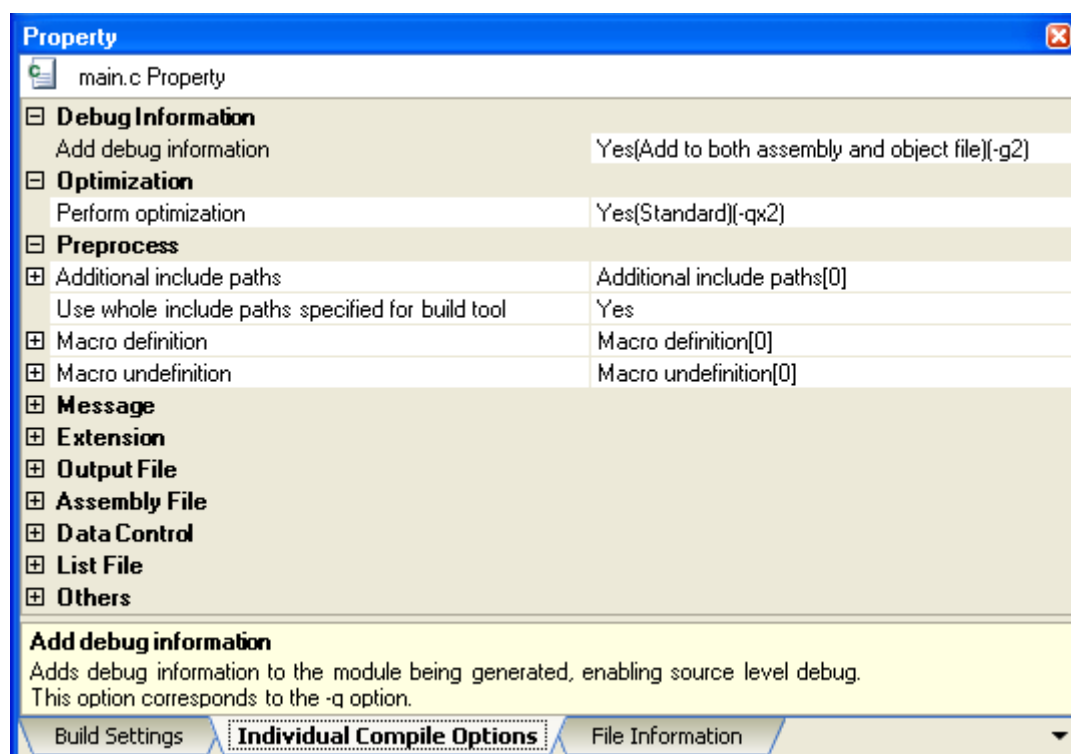 Property
main.c Property
Debug Information
Add debug information Yes(Add to both assembly and object file)(-g2)
Optimization
Perform optimization Yes(Standard)(-qx2)
Preprocess
Additional include paths Additional include paths[0]
Use whole include paths specified for build tool Yes
Macro definition Macro definition[0]
Macro undefinition Macro undefinition[0]
Message
Extension
Output File
Assembly File
Data Control
List File
Others
Add debug information
Adds debug information to the module being generated, enabling source level debug.
This option corresponds to the -g option.
Build Settings Individual Compile Options File Information